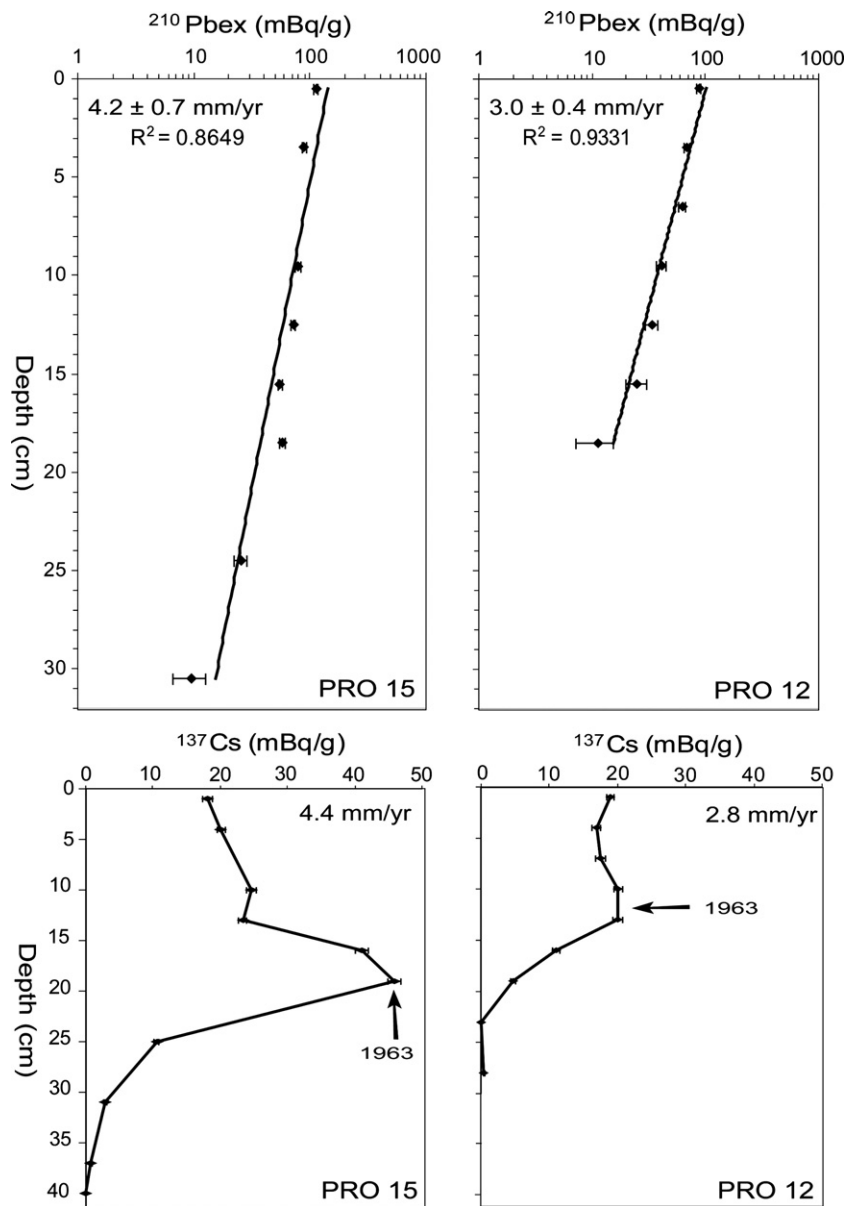 210 Pbex (mBq/g)
1 10 100 1000
4.2 ± 0.7 mm/yr
R2 = 0.8649
0
5
10
15
20
25
30
Depth (cm)
PRO 15
210 Pbex (mBq/g)
1 10 100 1000
3.0 ± 0.4 mm/yr
R2 = 0.9331
PRO 12
137Cs (mBq/g)
0 10 20 30 40 50
4.4 mm/yr
0
5
10
15
20
25
30
35
40
Depth (cm)
1963
PRO 15
137Cs (mBq/g)
0 10 20 30 40 50
2.8 mm/yr
1963
PRO 12